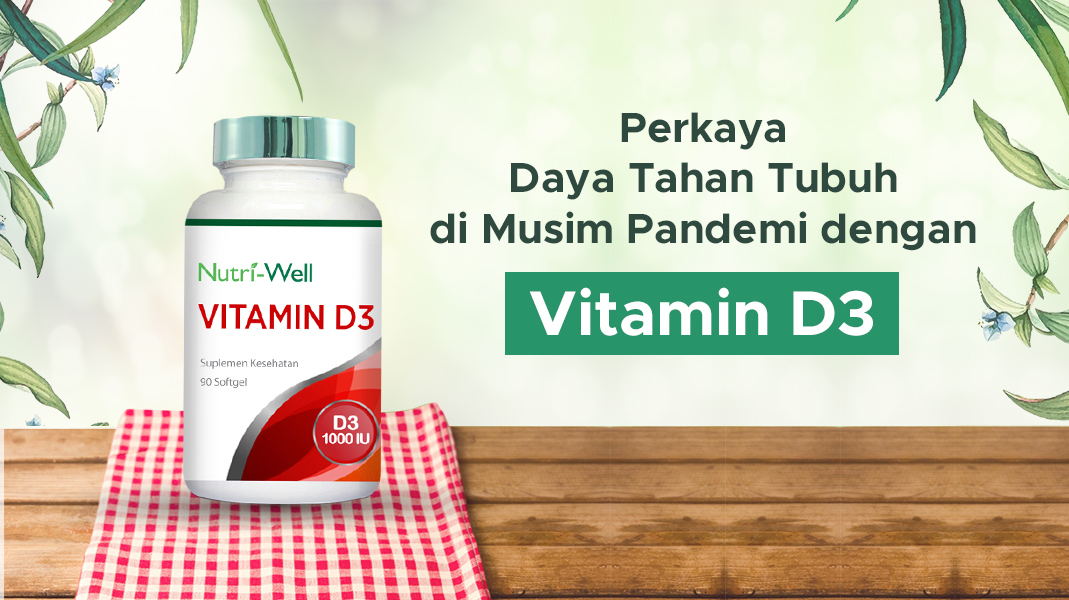 Perkaya
Daya Tahan Tubuh
di Musim Pandemi dengan
Vitamin D3
Nutri-Well
VITAMIN D3
Suplemen Kesehatan
90 Softgel
D3
1000 IU